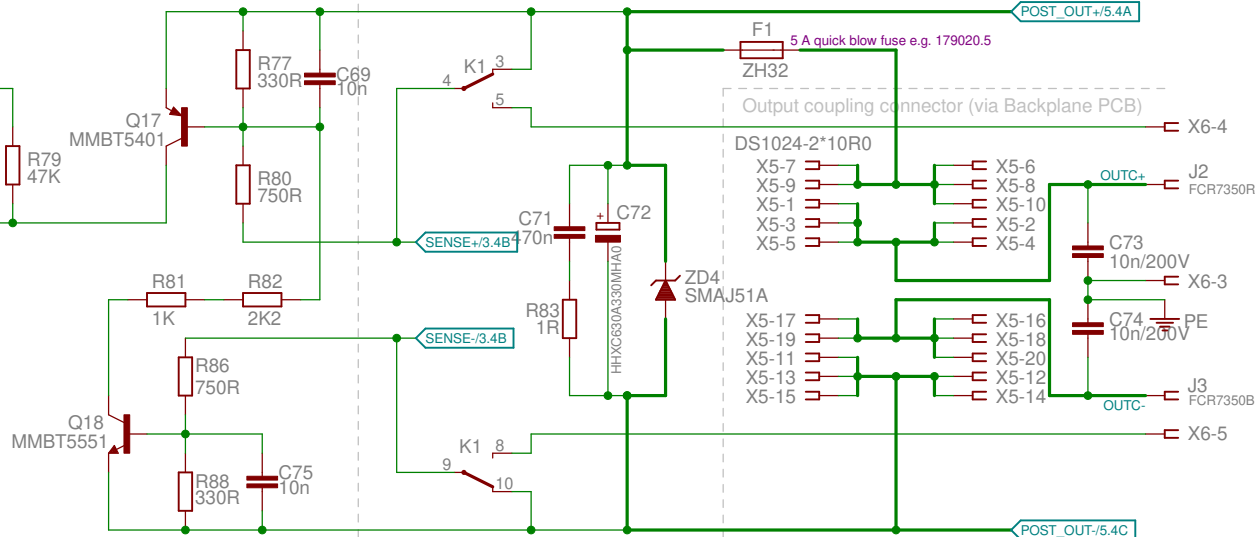 POST_OUT+/5.4A
F1
5 A quick blow fuse e.g. 179020.5
ZH32
R77
330R
C69
10n
K1
3
4
5
Output coupling connector (via Backplane PCB)
Q17
MMBT5401
X6-4
R79
47K
R80
750R
DS1024-2*10R0
X5-7
X5-9
X5-1
X5-3
X5-5
X5-6
X5-8
X5-10
X5-2
X5-4
OUTC+
J2
FCR7350R
C71
470n
+
C72
HHXC630A330MHA0
SENSE+/3.4B
C73
10n/200V
X6-3
R81
1K
R82
2K2
R83
1R
ZD4
SMAJ51A
C74
10n/200V
PE
SENSE-/3.4B
X5-17
X5-19
X5-11
X5-13
X5-15
X5-16
X5-18
X5-20
X5-12
X5-14
R86
750R
J3
FCR7350B
OUTC-
Q18
MMBT5551
K1
8
9
10
X6-5
R88
330R
C75
10n
POST_OUT-/5.4C